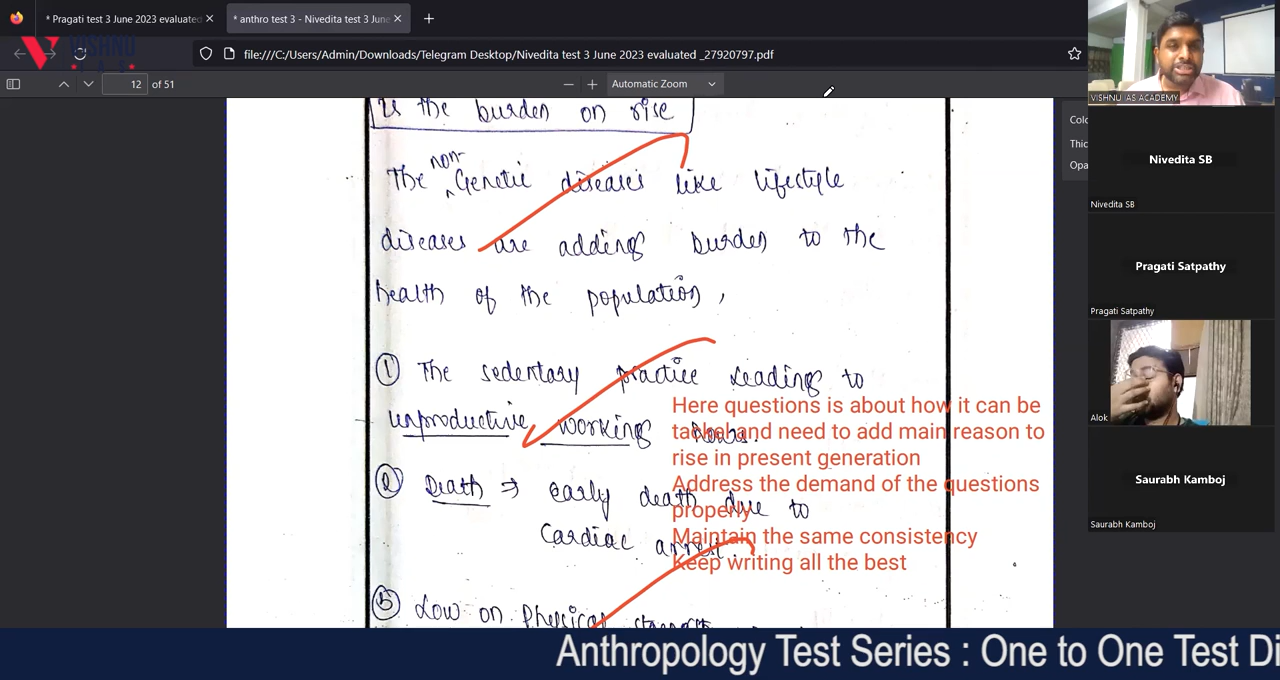 * Pragati test 3 June 2023 evaluated
* anthro test 3 - Nivedita test 3 June
VISHNU
IAS
file:///C:/Users/Admin/Downloads/Telegram Desktop/Nivedita test 3 June 2023 evaluated _27920797.pdf
12 of 51
Automatic Zoom
Colo
Thic
Opa
is the burden on rise
The non-Genetic diseases like lifestyle
diseases are adding burden to the
health of the population,
① The sedentary practice leading to
unproductive working
② Death ⇒ early death due to
Cardiac arrest.
Low on physical
Here questions is about how it can be
and need to add main reason to
rise in present generation
Address the demand of the questions
properly
Maintain the same consistency
Keep writing all the best
VISHNU IAS ACADEMY
Nivedita SB
Nivedita SB
Pragati Satpathy
Pragati Satpathy
Alok
Saurabh Kamboj
Saurabh Kamboj
Anthropology Test Series : One to One Test Di